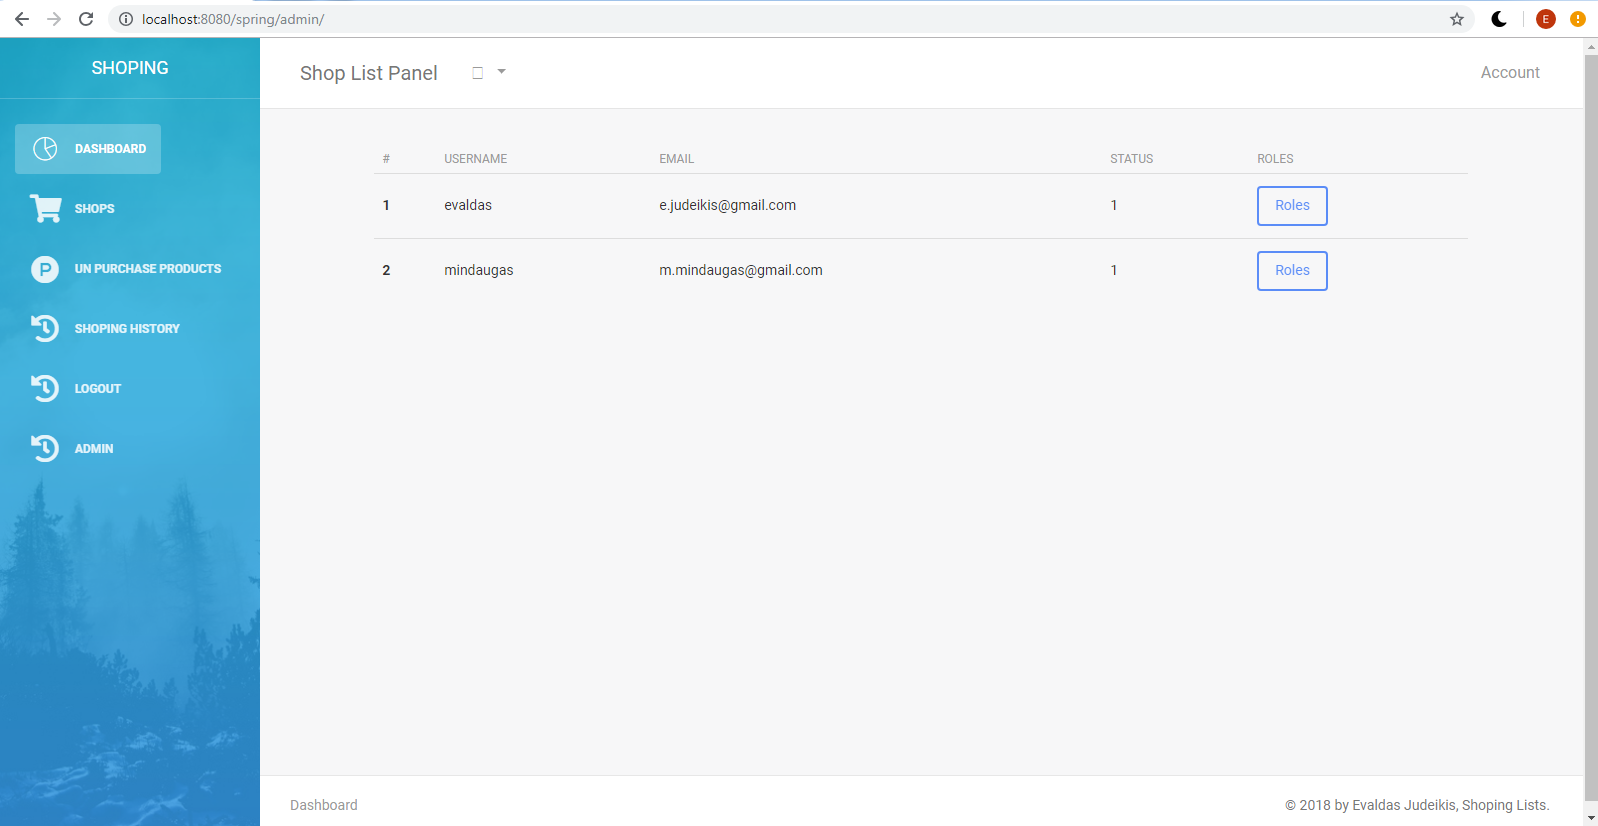 localhost:8080/spring/admin/
E
SHOPING
Shop List Panel
Account
DASHBOARD
SHOPS
P
UN PURCHASE PRODUCTS
SHOPING HISTORY
LOGOUT
ADMIN
# USERNAME EMAIL STATUS ROLES
1 evaldas e.judeikis@gmail.com 1 Roles
2 mindaugas m.mindaugas@gmail.com 1 Roles
Dashboard
© 2018 by Evaldas Judeikis, Shoping Lists.